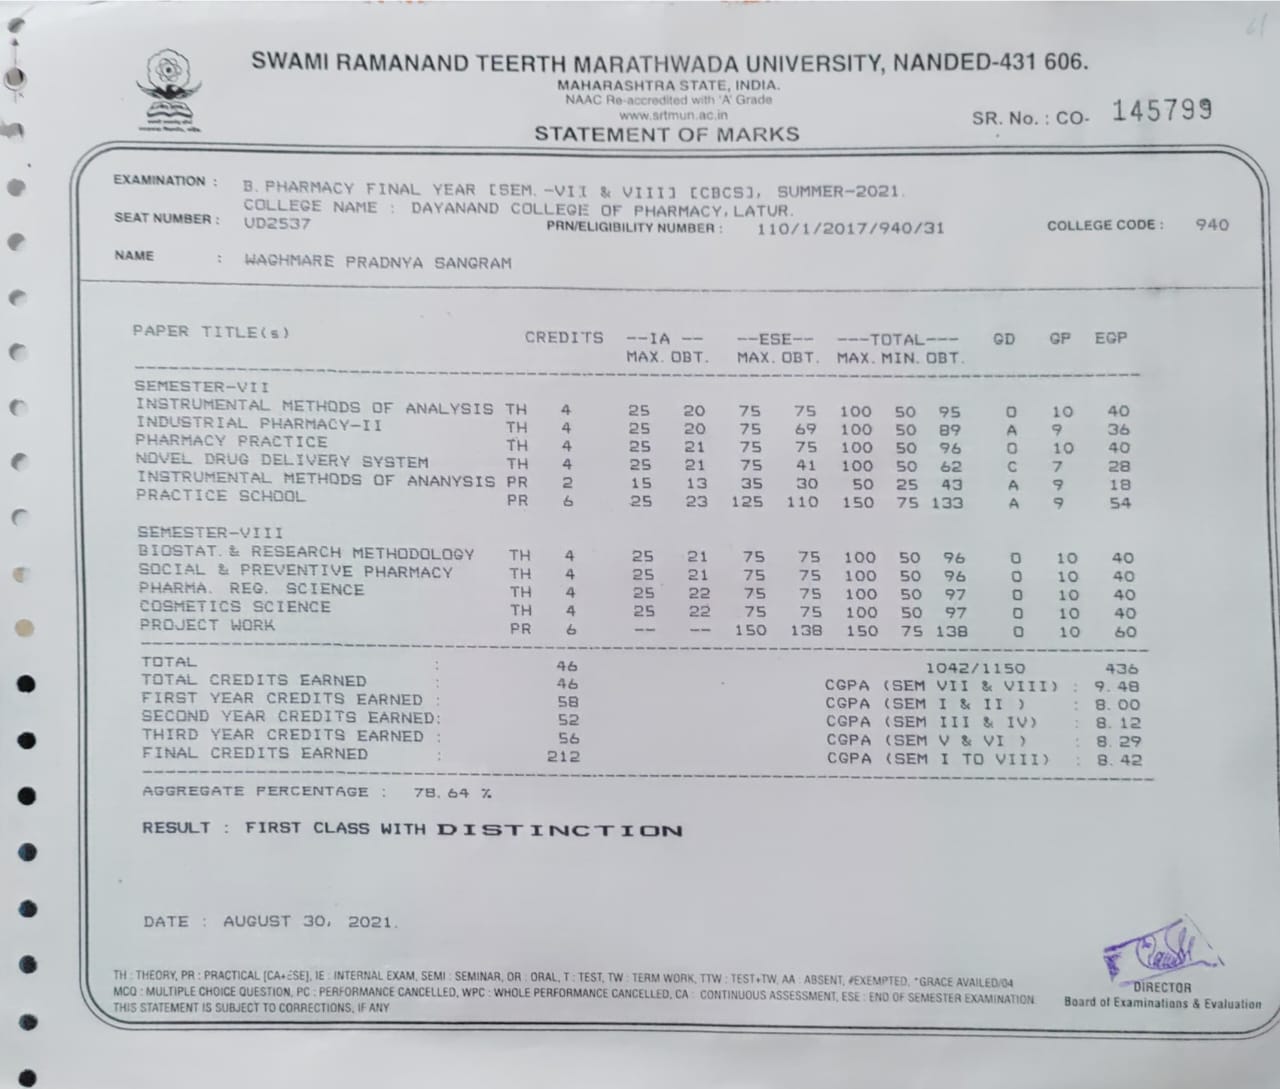 SWAMI RAMANAND TEERTH MARATHWADA UNIVERSITY, NANDED-431 606.
MAHARASHTRA STATE, INDIA.
NAAC Re-accredited with 'A' Grade
www.srtmun.ac.in
SR. No. : CO- 145799
STATEMENT OF MARKS
EXAMINATION : B. PHARMACY FINAL YEAR [SEM. -VII & VIII] [CBCS], SUMMER-2021.
COLLEGE NAME : DAYANAND COLLEGE OF PHARMACY, LATUR.
SEAT NUMBER : UD2537 PRN/ELIGIBILITY NUMBER : 110/1/2017/940/31 COLLEGE CODE : 940
NAME : WAGHMARE PRADNYA SANGRAM
PAPER TITLE(s) CREDITS --IA -- --ESE-- ---TOTAL--- GD GP EGP
MAX. OBT. MAX. OBT. MAX. MIN. OBT.
SEMESTER-VII
INSTRUMENTAL METHODS OF ANALYSIS TH 4 25 20 75 75 100 50 95 O 10 40
INDUSTRIAL PHARMACY-II TH 4 25 20 75 69 100 50 89 A 9 36
PHARMACY PRACTICE TH 4 25 21 75 75 100 50 96 O 10 40
NOVEL DRUG DELIVERY SYSTEM TH 4 25 21 75 41 100 50 62 C 7 28
INSTRUMENTAL METHODS OF ANANYSIS PR 2 15 13 35 30 50 25 43 A 9 18
PRACTICE SCHOOL PR 6 25 23 125 110 150 75 133 A 9 54
SEMESTER-VIII
BIOSTAT. & RESEARCH METHODOLOGY TH 4 25 21 75 75 100 50 96 O 10 40
SOCIAL & PREVENTIVE PHARMACY TH 4 25 21 75 75 100 50 96 O 10 40
PHARMA. REG. SCIENCE TH 4 25 22 75 75 100 50 97 O 10 40
COSMETICS SCIENCE TH 4 25 22 75 75 100 50 97 O 10 40
PROJECT WORK PR 6 -- -- 150 138 150 75 138 O 10 60
TOTAL : 46 1042/1150 436
TOTAL CREDITS EARNED : 46 CGPA (SEM VII & VIII) : 9.48
FIRST YEAR CREDITS EARNED : 58 CGPA (SEM I & II ) : 8.00
SECOND YEAR CREDITS EARNED: 52 CGPA (SEM III & IV) : 8.12
THIRD YEAR CREDITS EARNED : 56 CGPA (SEM V & VI ) : 8.29
FINAL CREDITS EARNED : 212 CGPA (SEM I TO VIII) : 8.42
AGGREGATE PERCENTAGE : 78.64 %
RESULT : FIRST CLASS WITH DISTINCTION
DATE : AUGUST 30, 2021.
TH : THEORY, PR : PRACTICAL [CA+ESE], IE : INTERNAL EXAM, SEMI : SEMINAR, OR : ORAL, T : TEST, TW : TERM WORK, TTW : TEST+TW, AA : ABSENT, #EXEMPTED, *GRACE AVAILED/04
MCQ : MULTIPLE CHOICE QUESTION, PC : PERFORMANCE CANCELLED, WPC : WHOLE PERFORMANCE CANCELLED, CA : CONTINUOUS ASSESSMENT, ESE : END OF SEMESTER EXAMINATION
THIS STATEMENT IS SUBJECT TO CORRECTIONS, IF ANY
DIRECTOR
Board of Examinations & Evaluation